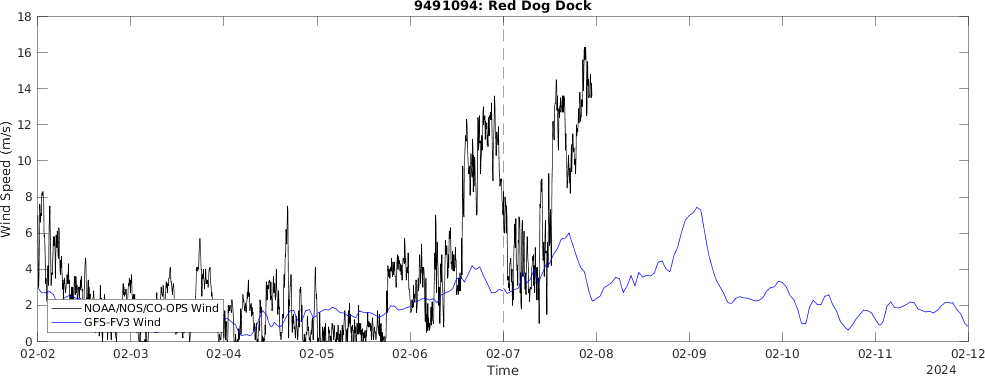 9491094: Red Dog Dock
18
16
14
12
10
8
6
4
2
0
Wind Speed (m/s)
NOAA/NOS/CO-OPS Wind
GFS-FV3 Wind
02-02 02-03 02-04 02-05 02-06 02-07 02-08 02-09 02-10 02-11 02-12
Time
2024